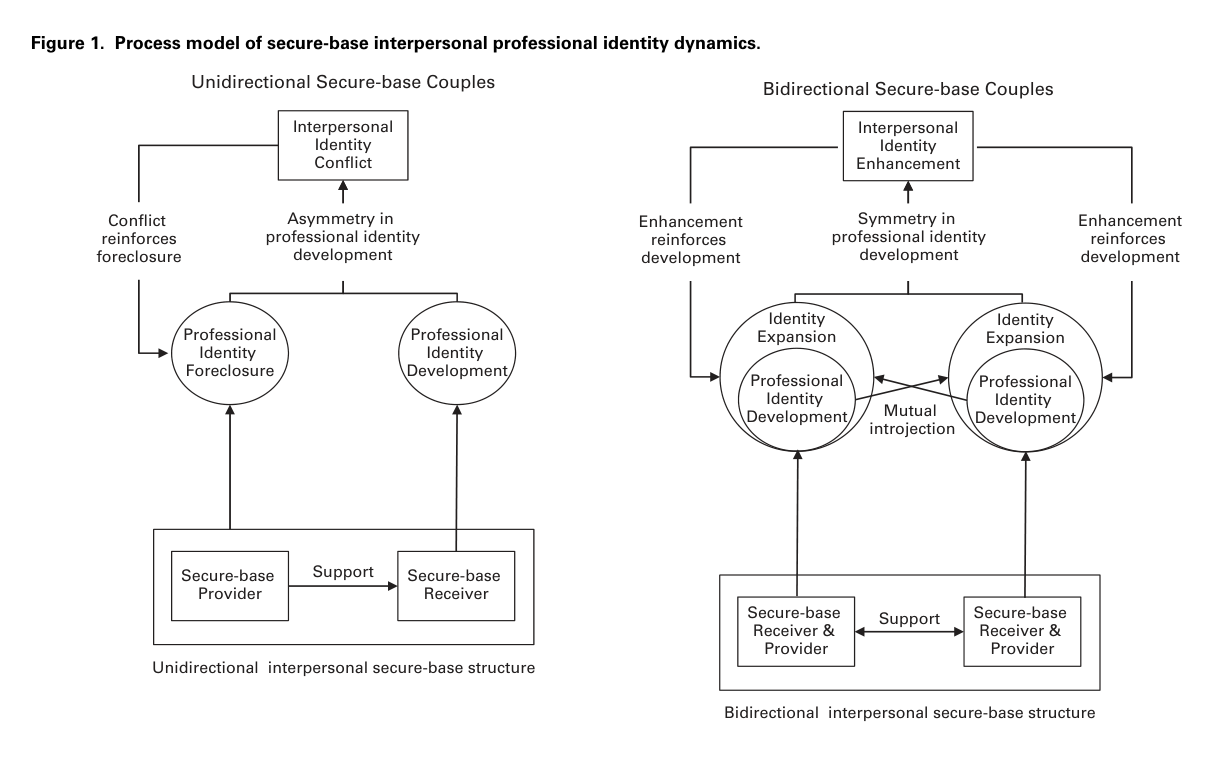 Figure 1. Process model of secure-base interpersonal professional identity dynamics.
Unidirectional Secure-base Couples
Interpersonal
Identity
Conflict
Conflict
reinforces
foreclosure
Asymmetry in
professional identity
development
Professional
Identity
Foreclosure
Professional
Identity
Development
Secure-base
Provider
Support
Secure-base
Receiver
Unidirectional interpersonal secure-base structure
Bidirectional Secure-base Couples
Interpersonal
Identity
Enhancement
Enhancement
reinforces
development
Symmetry in
professional identity
development
Enhancement
reinforces
development
Identity
Expansion
Professional
Identity
Development
Mutual
introjection
Identity
Expansion
Professional
Identity
Development
Secure-base
Receiver &
Provider
Support
Secure-base
Receiver &
Provider
Bidirectional interpersonal secure-base structure